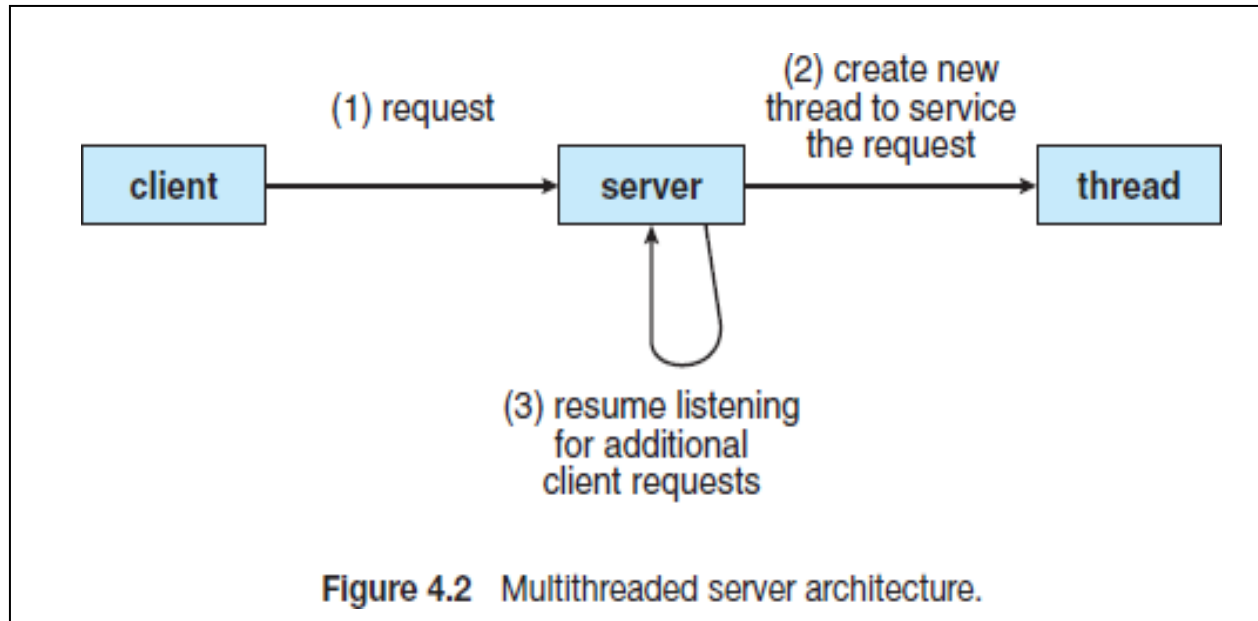 (1) request
(2) create new
thread to service
the request
client
server
thread
(3) resume listening
for additional
client requests
Figure 4.2 Multithreaded server architecture.